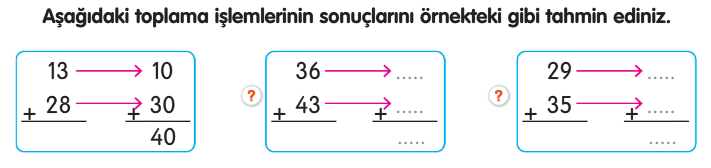 Aşağıdaki toplama işlemlerinin sonuçlarını örnekteki gibi tahmin ediniz.
13 → 10
+ 28 → + 30
40
?
36 → .....
+ 43 → + .....
.....
?
29 → .....
+ 35 → + .....
.....